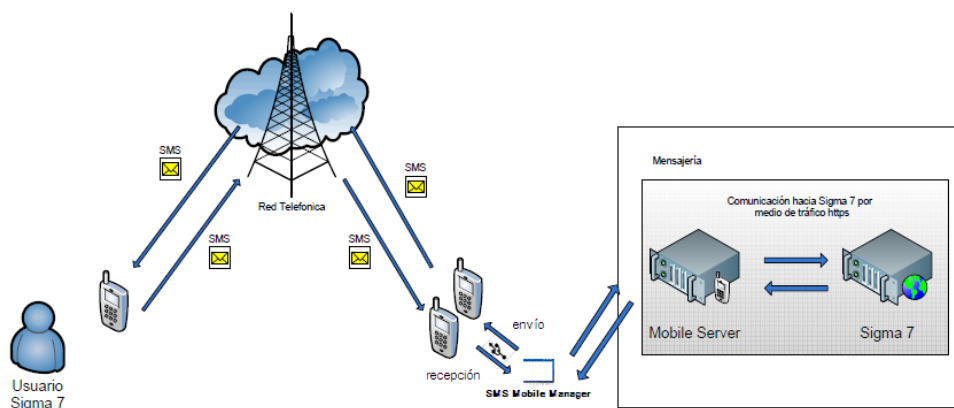 SMS
SMS
Red Telefonica
SMS
SMS
Mensajería
Comunicación hacia Sigma 7 por
medio de tráfico https
Mobile Server
Sigma 7
envío
recepción
SMS Mobile Manager
Usuario
Sigma 7